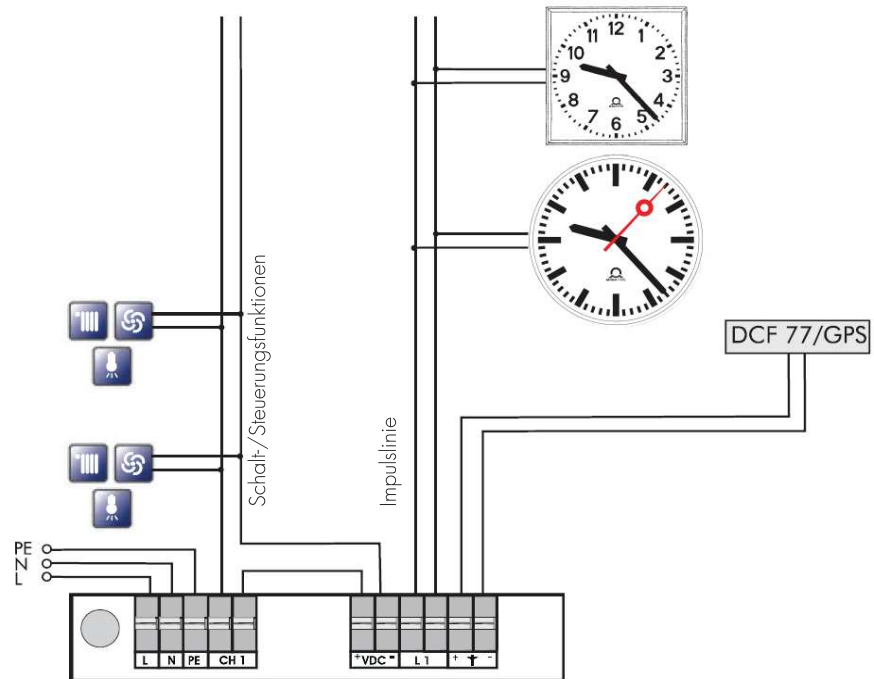 12
11 1
10 2
9 3
8 4
7 5
6
DCF 77/GPS
Schalt-/Steuerungsfunktionen
Impulslinie
PE
N
L
L N PE CH 1
+VDC- L 1 + -